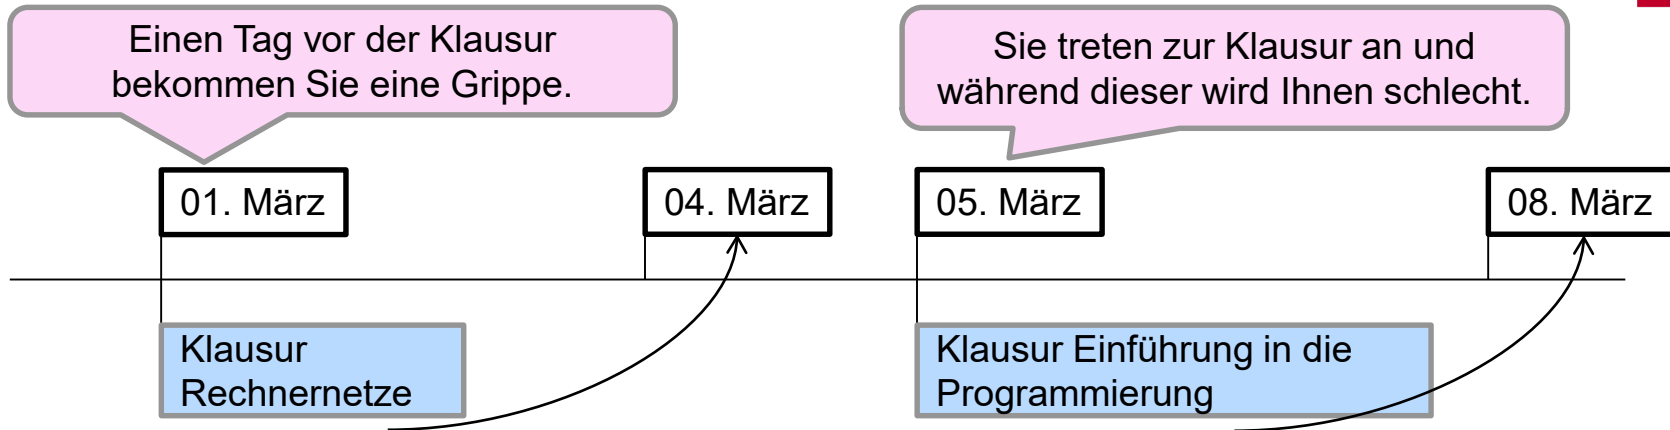 Einen Tag vor der Klausur
bekommen Sie eine Grippe.
Sie treten zur Klausur an und
während dieser wird Ihnen schlecht.
01. März
04. März
05. März
08. März
Klausur
Rechnernetze
Klausur Einführung in die
Programmierung